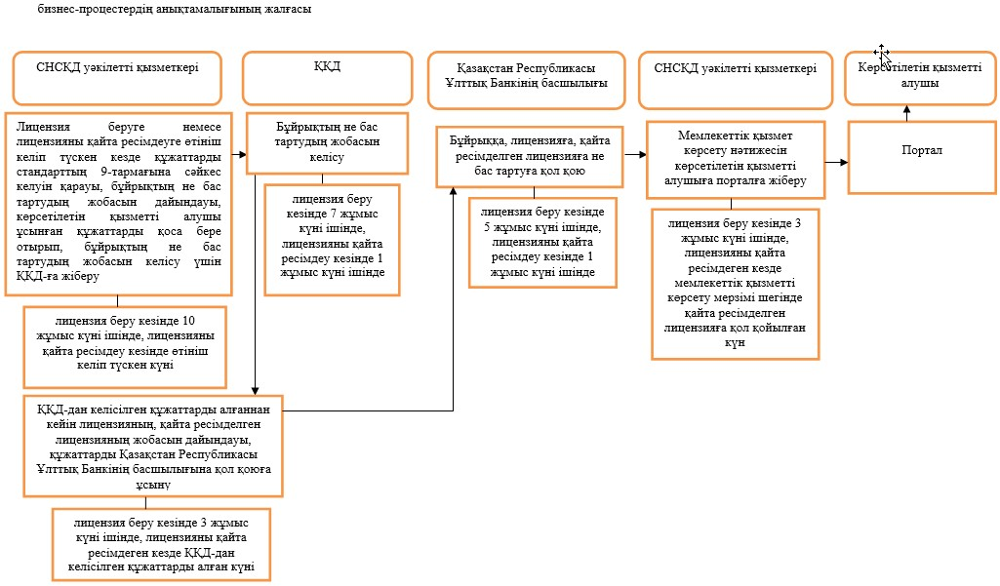 бизнес-процестердің анықтамалығының жалғасы
СНСҚД уәкілетті қызметкері
ҚҚД
Қазақстан Республикасы
Ұлттық Банкінің басшылығы
СНСҚД уәкілетті қызметкері
Көрсетілетін қызметті
алушы
Лицензия беруге немесе
лицензияны қайта ресімдеуге өтініш
келіп түскен кезде құжаттарды
стандарттың 9-тармағына сәйкес
келуін қарауы, бұйрықтың не бас
тартудың жобасын дайындауы,
көрсетілетін қызметті алушы
ұсынған құжаттарды қоса бере
отырып, бұйрықтың не бас
тартудың жобасын келісу үшін
ҚҚД-ға жіберу
лицензия беру кезінде 10
жұмыс күні ішінде, лицензияны
қайта ресімдеу кезінде өтініш
келіп түскен күні
Бұйрықтың не бас
тартудың жобасын
келісу
лицензия беру
кезінде 7 жұмыс
күні ішінде,
лицензияны қайта
ресімдеу кезінде 1
жұмыс күні ішінде
ҚҚД-дан келісілген құжаттарды алғаннан
кейін лицензияның, қайта ресімделген
лицензияның жобасын дайындауы,
құжаттарды Қазақстан Республикасы
Ұлттық Банкінің басшылығына қол қоюға
ұсыну
лицензия беру кезінде 3 жұмыс
күні ішінде, лицензияны қайта
ресімдеген кезде ҚҚД-дан
келісілген құжаттарды алған күні
Бұйрыққа, лицензияға, қайта
ресімделген лицензияға не
бас тартуға қол қою
лицензия беру кезінде
5 жұмыс күні ішінде,
лицензияны қайта
ресімдеу кезінде 1
жұмыс күні ішінде
Мемлекеттік қызмет
көрсету нәтижесін
көрсетілетін қызметті
алушыға порталға жіберу
лицензия беру кезінде 3
жұмыс күні ішінде,
лицензияны қайта
ресімдеген кезде
мемлекеттік қызметті
көрсету мерзімі шегінде
қайта ресімделген
лицензияға қол қойылған
күн
Портал